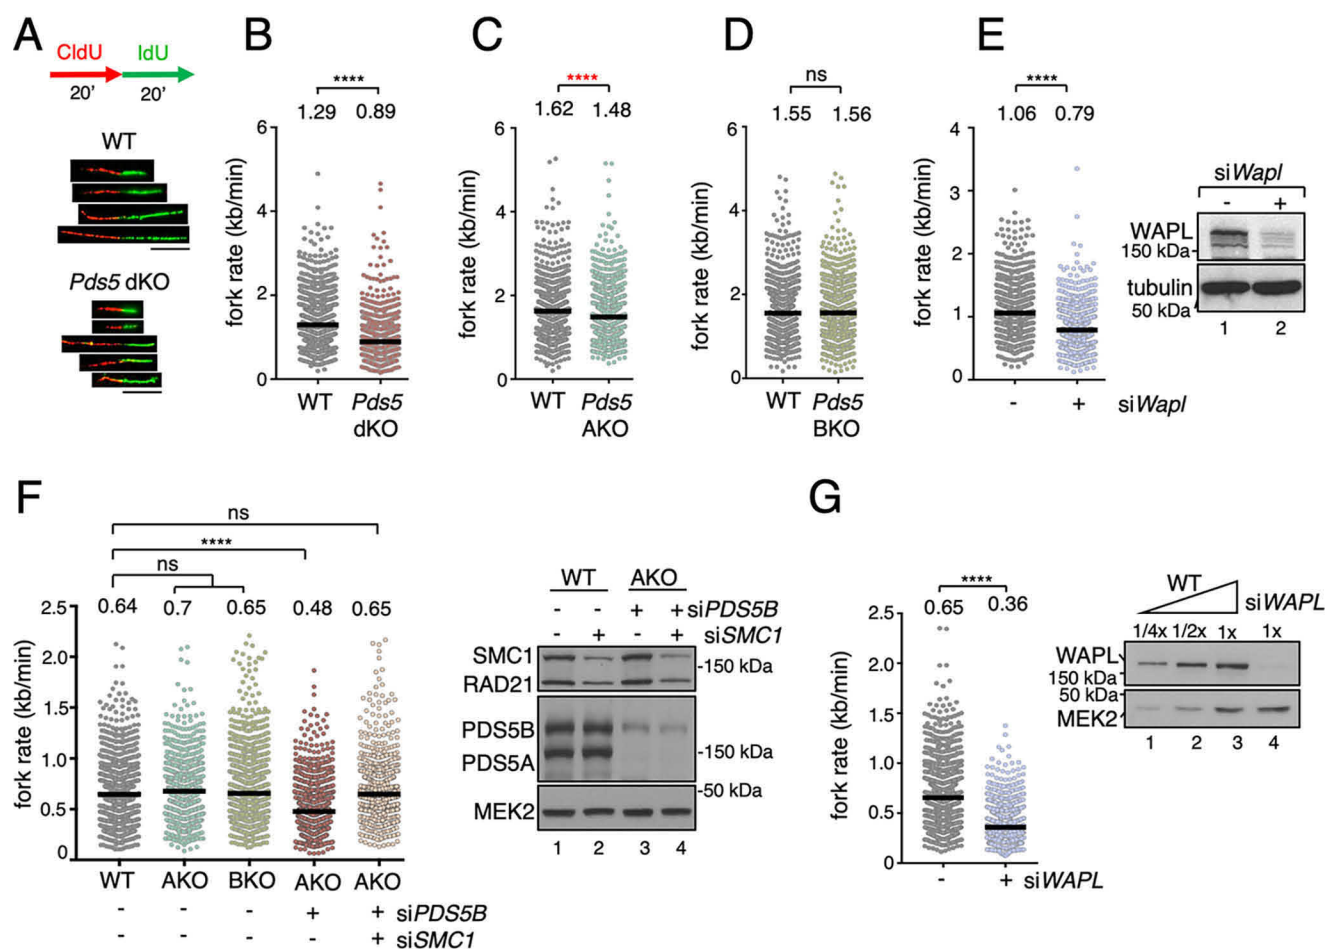 A
CldU IdU
20' 20'
WT
Pds5 dKO
B
****
1.29 0.89
fork rate (kb/min)
6
4
2
0
WT Pds5
dKO
C
****
1.62 1.48
fork rate (kb/min)
6
4
2
0
WT Pds5
AKO
D
ns
1.55 1.56
fork rate (kb/min)
6
4
2
0
WT Pds5
BKO
E
****
1.06 0.79
fork rate (kb/min)
4
3
2
1
0
- + siWapl
siWapl
- +
WAPL
150 kDa
tubulin
50 kDa
1 2
F
ns
****
ns
0.64 0.7 0.65 0.48 0.65
fork rate (kb/min)
2.5
2.0
1.5
1.0
0.5
0
WT AKO BKO AKO AKO
- - - + + siPDS5B
- - - - + siSMC1
WT AKO
- - + + siPDS5B
- + - + siSMC1
SMC1
150 kDa
RAD21
PDS5B
150 kDa
PDS5A
50 kDa
MEK2
1 2 3 4
G
****
0.65 0.36
fork rate (kb/min)
2.5
2.0
1.5
1.0
0.5
0
- + siWAPL
WT siWAPL
1/4x 1/2x 1x 1x
WAPL
150 kDa
50 kDa
MEK2
1 2 3 4